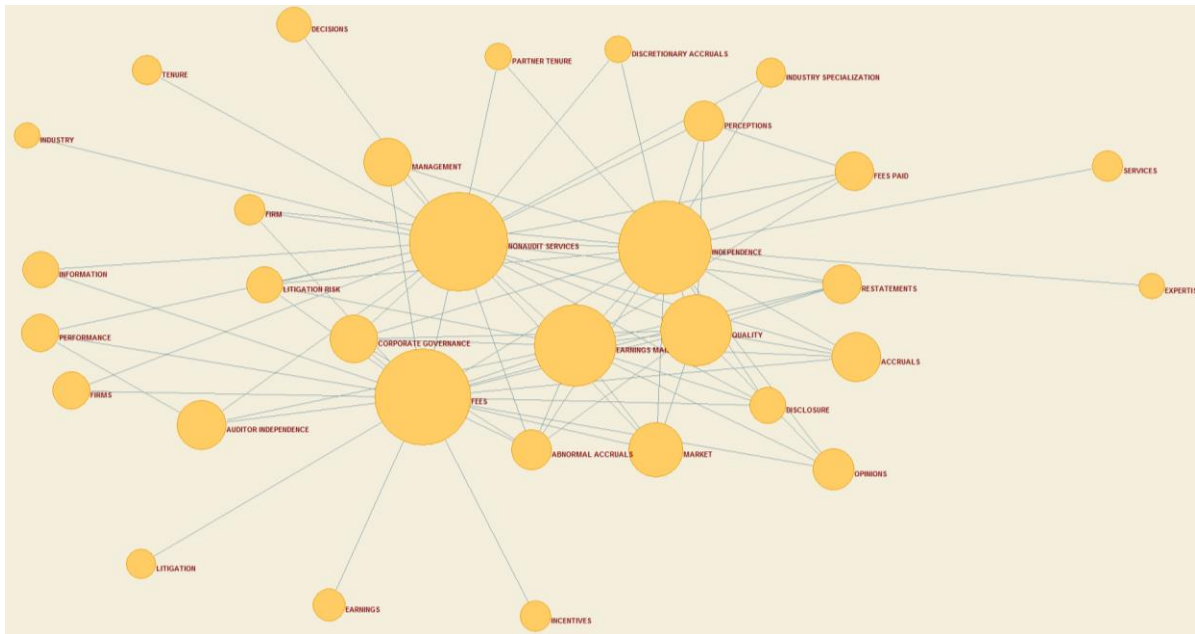 DECISIONS
DISCRETIONARY ACCRUALS
PARTNER TENURE
TENURE
INDUSTRY SPECIALIZATION
PERCEPTIONS
INDUSTRY
MANAGEMENT
SERVICES
FEES PAID
FIRM
NONAUDIT SERVICES
INDEPENDENCE
INFORMATION
LITIGATION RISK
RESTATEMENTS
EXPERTIS
PERFORMANCE
QUALITY
CORPORATE GOVERNANCE
EARNINGS MA
ACCRUALS
FIRMS
FEES
DISCLOSURE
AUDITOR INDEPENDENCE
ABNORMAL ACCRUALS
MARKET
OPINIONS
LITIGATION
EARNINGS
INCENTIVES